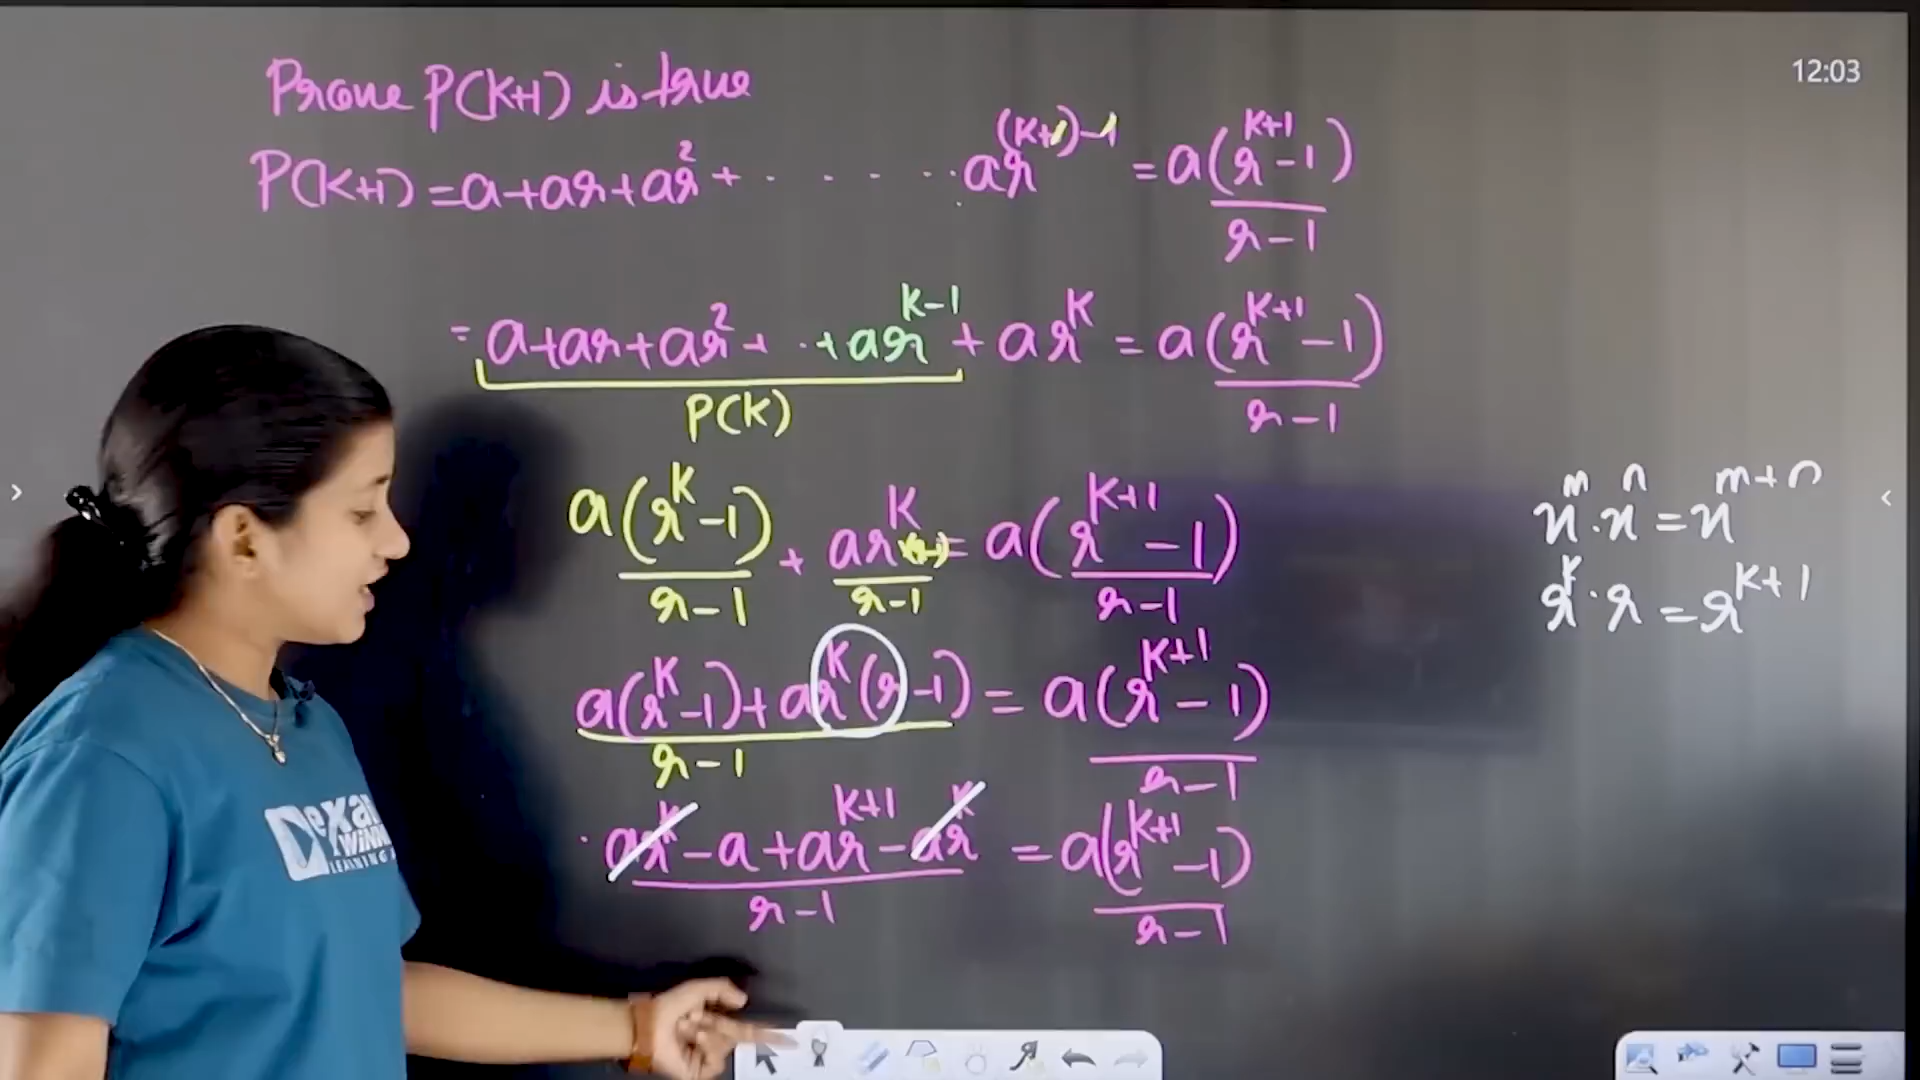 12:03
Prove P(K+1) is true
P(K+1) = a+ar+ar² + . . . . . . ar^(K+1)-1 = a(r^K+1 -1) / r-1
= a+ar+ar²+ ..+ar^K-1 + ar^K = a(r^K+1 -1) / r-1
P(K)
a(r^K -1) / r-1 + ar^K (r-1) / r-1 = a(r^K+1 -1) / r-1
x^m . x^n = x^m+n
r^K . r = r^K+1
a(r^K -1) + ar^K (r-1) / r-1 = a(r^K+1 -1) / r-1
ar^K - a + ar^K+1 - ar^K / r-1 = a(r^K+1 -1) / r-1